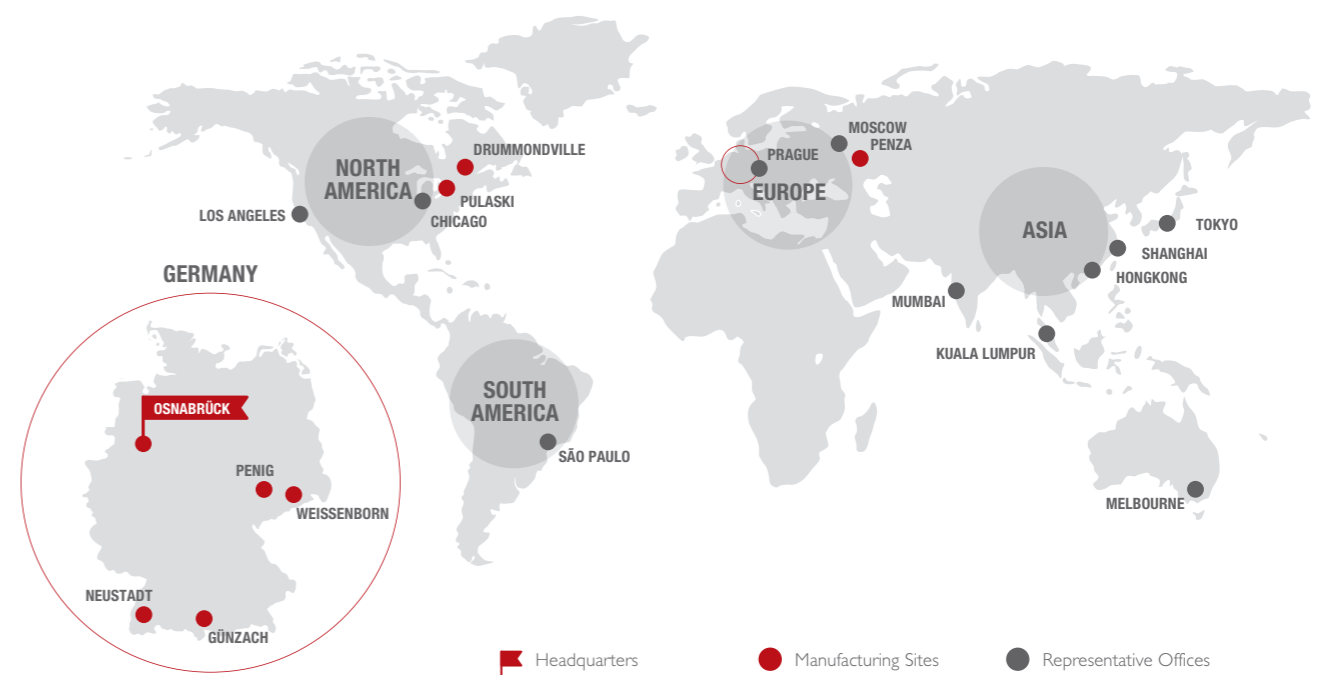 DRUMMONDVILLE
NORTH
AMERICA
PULASKI
CHICAGO
LOS ANGELES
MOSCOW
PENZA
PRAGUE
EUROPE
ASIA
TOKYO
SHANGHAI
HONGKONG
MUMBAI
KUALA LUMPUR
MELBOURNE
SOUTH
AMERICA
SÃO PAULO
GERMANY
OSNABRÜCK
PENIG
WEISSENBORN
NEUSTADT
GÜNZACH
Headquarters
Manufacturing Sites
Representative Offices